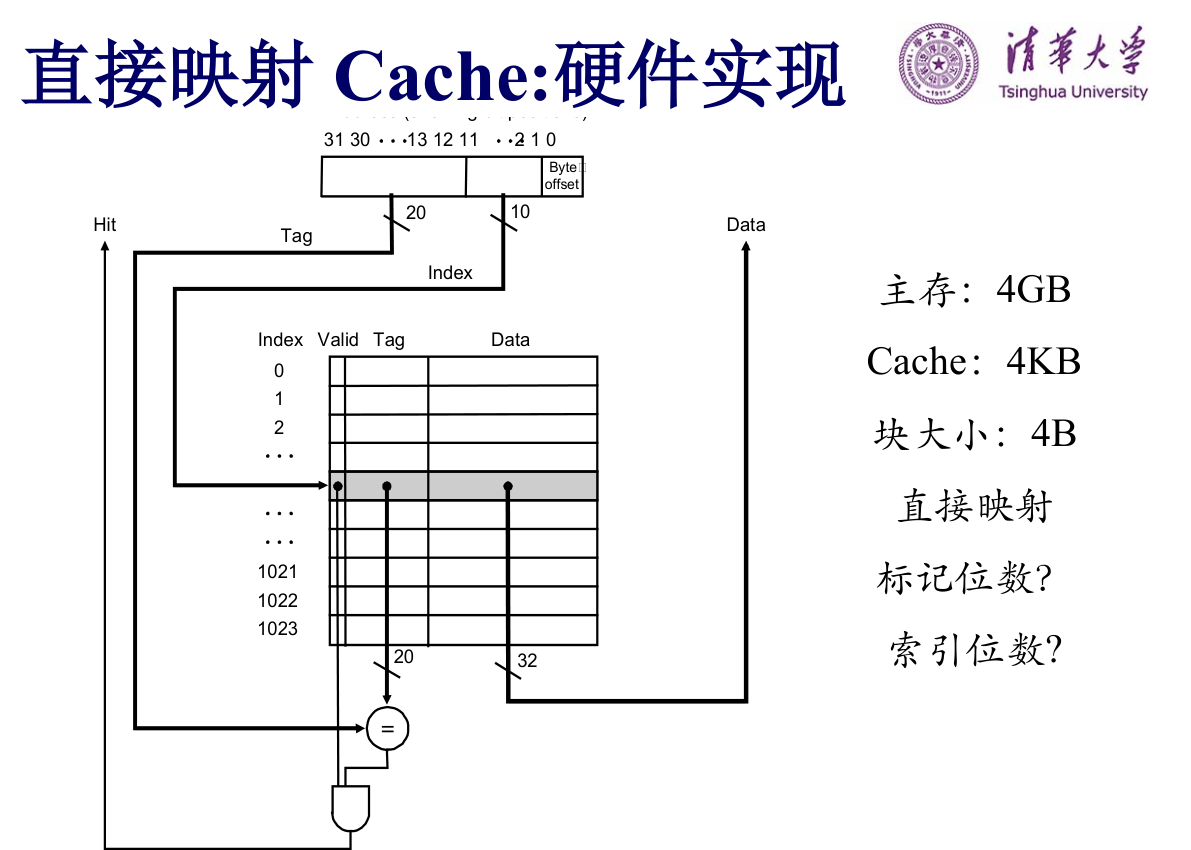 直接映射 Cache:硬件实现
清華大学
Tsinghua University
31 30 ···13 12 11 ···2 1 0
Byte
offset
20
10
Hit
Tag
Data
Index
主存：4GB
Cache：4KB
块大小：4B
直接映射
标记位数？
索引位数？
Index Valid Tag Data
0
1
2
···
···
···
1021
1022
1023
20
32
=